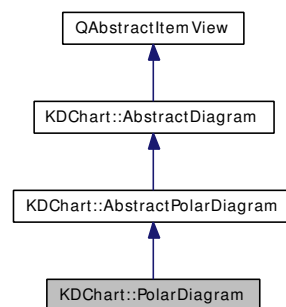 QAbstractItemView
KDChart::AbstractDiagram
KDChart::AbstractPolarDiagram
KDChart::PolarDiagram